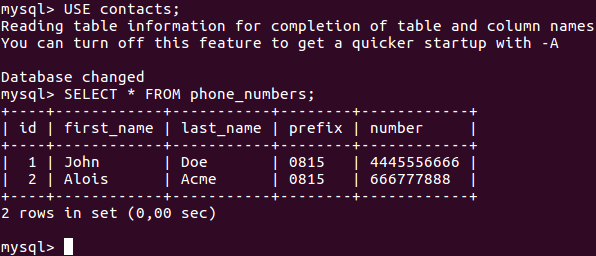 mysql> USE contacts;
Reading table information for completion of table and column names
You can turn off this feature to get a quicker startup with -A
Database changed
mysql> SELECT * FROM phone_numbers;
+----+------------+-----------+--------+------------+
| id | first_name | last_name | prefix | number     |
+----+------------+-----------+--------+------------+
|  1 | John       | Doe       | 0815   | 4445556666 |
|  2 | Alois      | Acme      | 0815   | 666777888  |
+----+------------+-----------+--------+------------+
2 rows in set (0,00 sec)
mysql>